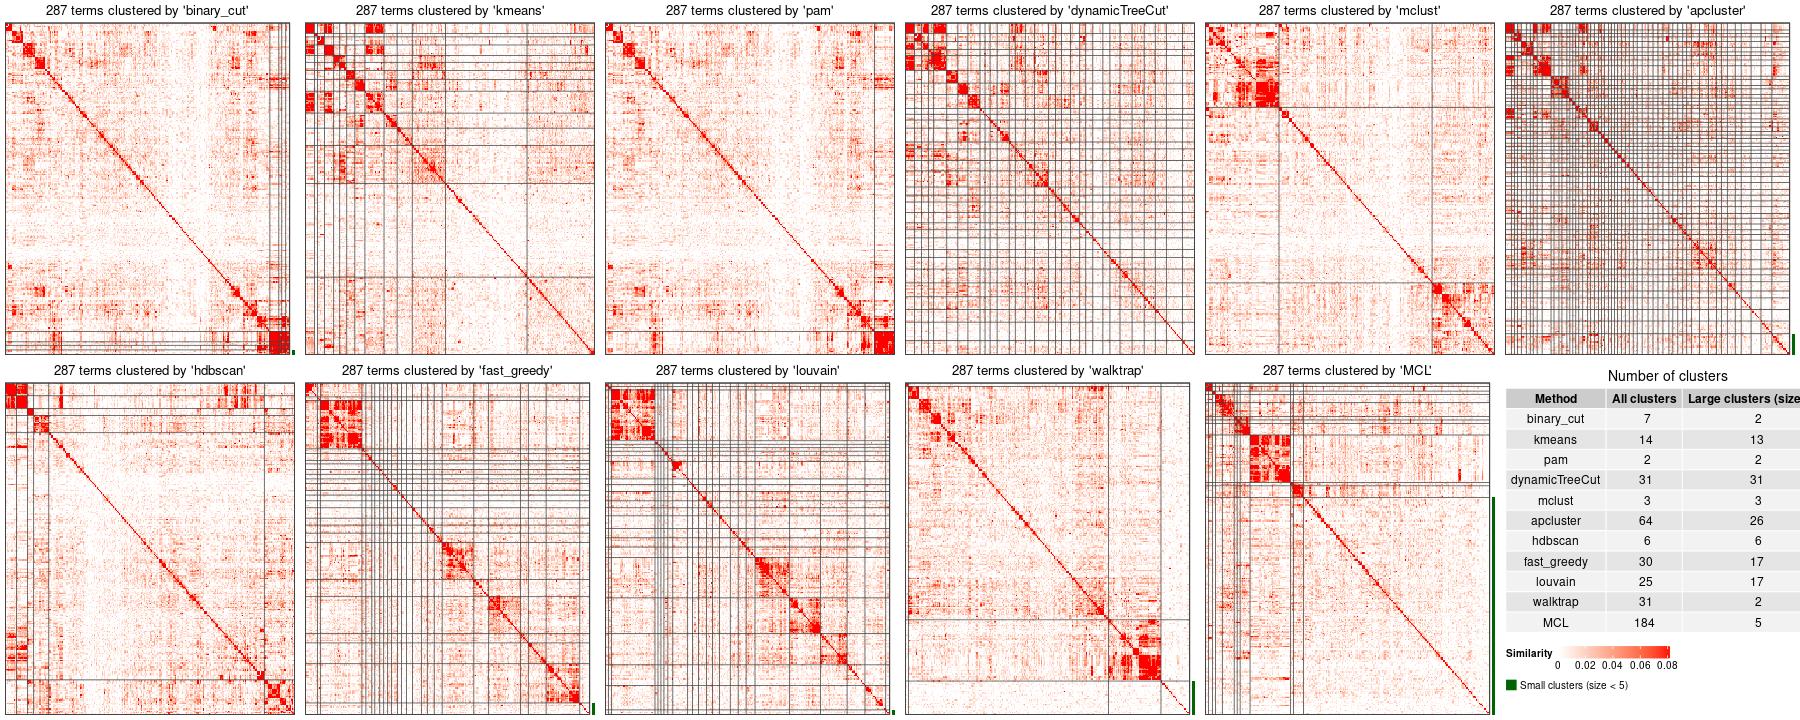 287 terms clustered by 'binary_cut'
287 terms clustered by 'kmeans'
287 terms clustered by 'pam'
287 terms clustered by 'dynamicTreeCut'
287 terms clustered by 'mclust'
287 terms clustered by 'apcluster'
287 terms clustered by 'hdbscan'
287 terms clustered by 'fast_greedy'
287 terms clustered by 'louvain'
287 terms clustered by 'walktrap'
287 terms clustered by 'MCL'
Number of clusters
Method All clusters Large clusters (size
binary_cut 7 2
kmeans 14 13
pam 2 2
dynamicTreeCut 31 31
mclust 3 3
apcluster 64 26
hdbscan 6 6
fast_greedy 30 17
louvain 25 17
walktrap 31 2
MCL 184 5
Similarity
0 0.02 0.04 0.06 0.08
Small clusters (size < 5)